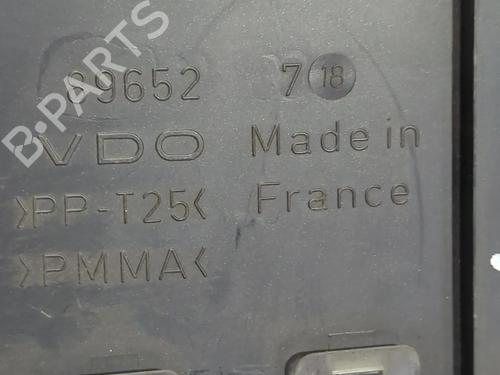 B-PARTS
89652 7 18
VDO Made in
>PP-T25< France
>PMMA<